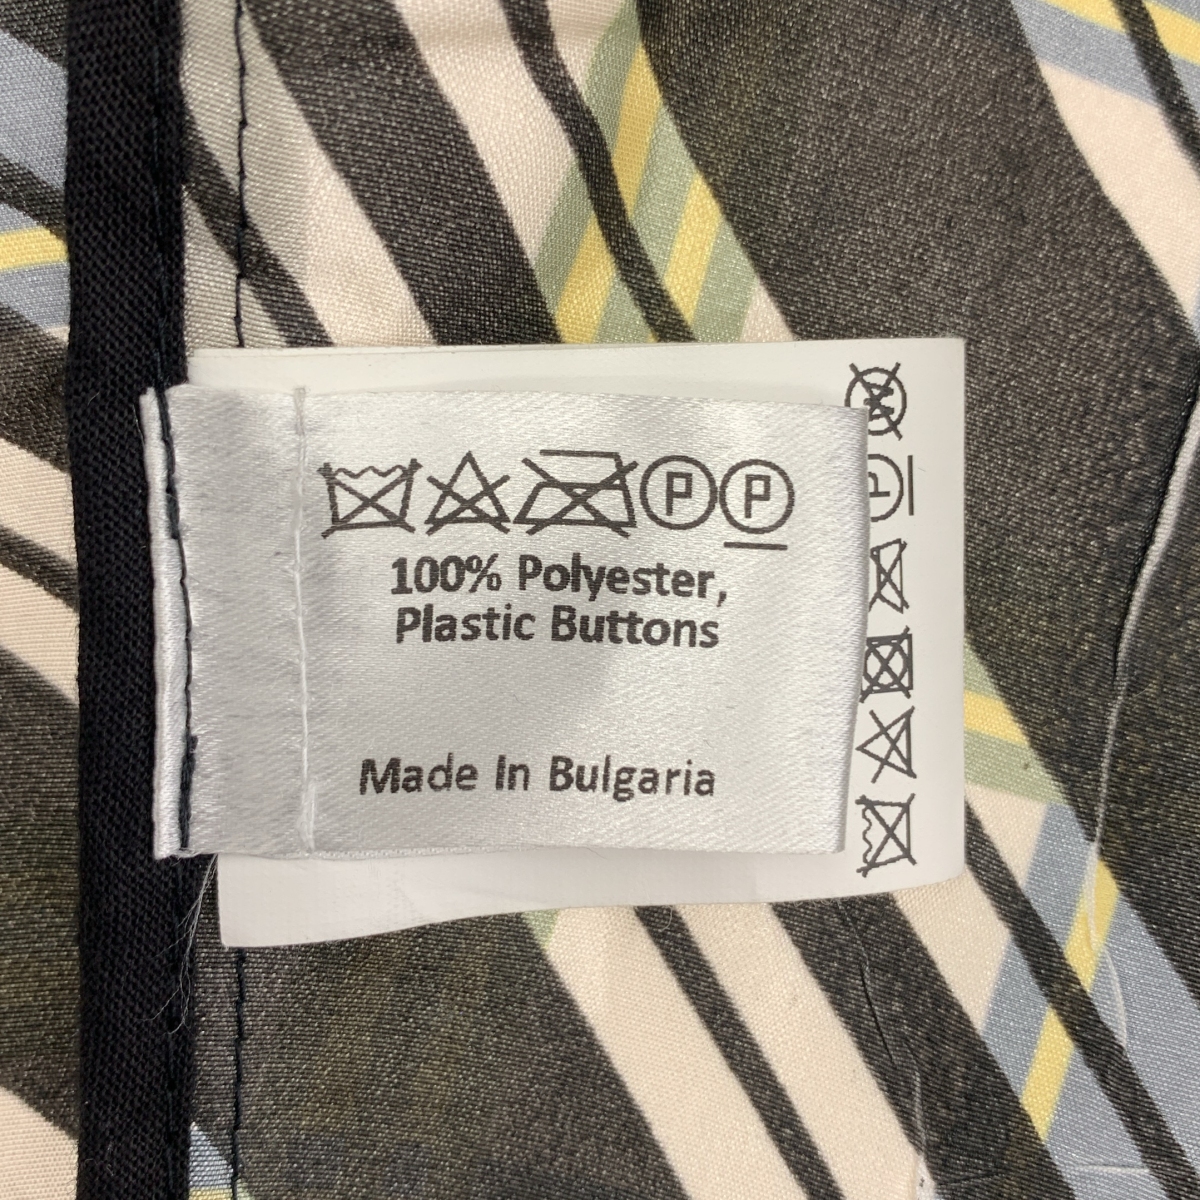 P P
100% Polyester,
Plastic Buttons
Made In Bulgaria
W
P